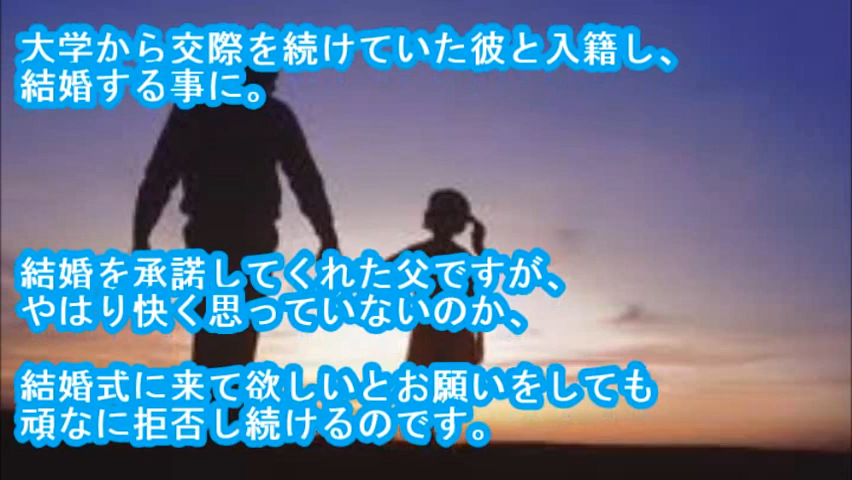 大学から交際を続けていた彼と入籍し、
結婚する事に。
結婚を承諾してくれた父ですが、
やはり快く思っていないのか、
結婚式に来て欲しいとお願いをしても
頑なに拒否し続けるのです。